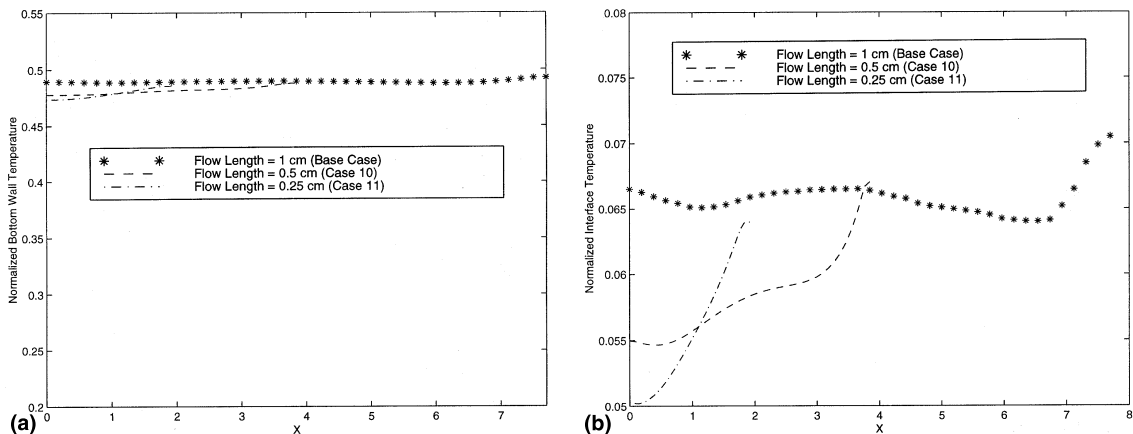 0.55
0.5
0.45
0.4
0.35
0.3
0.25
0.2
Normalized Bottom Wall Temperature
Flow Length = 1 cm (Base Case)
Flow Length = 0.5 cm (Case 10)
Flow Length = 0.25 cm (Case 11)
0 1 2 3 4 5 6 7
X
(a)
0.08
0.075
0.07
0.065
0.06
0.055
0.05
Normalized Interface Temperature
Flow Length = 1 cm (Base Case)
Flow Length = 0.5 cm (Case 10)
Flow Length = 0.25 cm (Case 11)
0 1 2 3 4 5 6 7 8
X
(b)